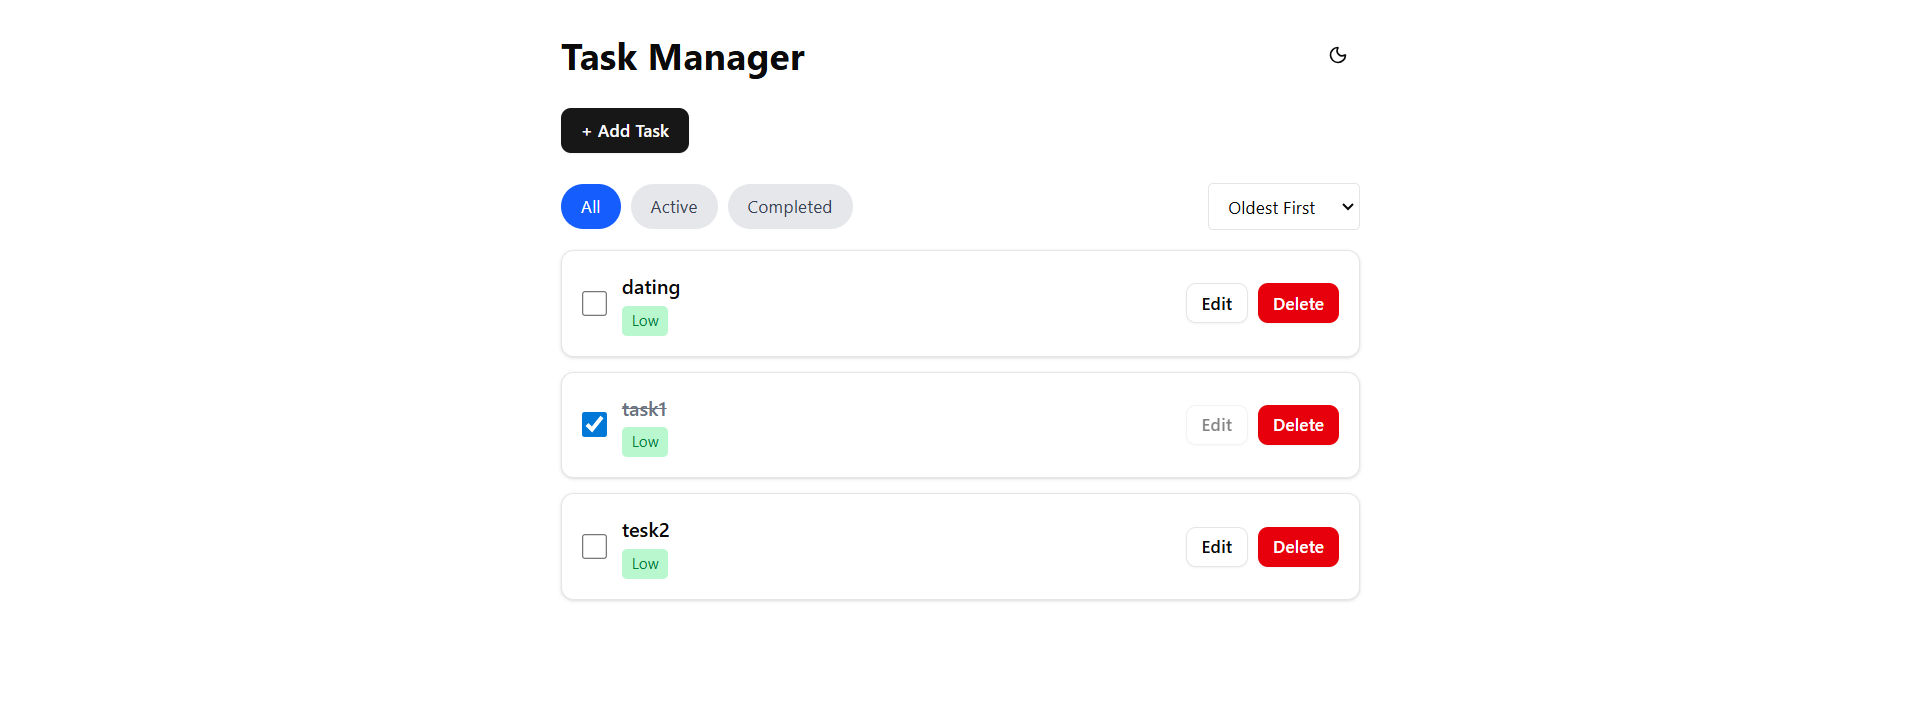 Task Manager
+ Add Task
All Active Completed Oldest First
dating
Low
Edit Delete
task1
Low
Edit Delete
tesk2
Low
Edit Delete